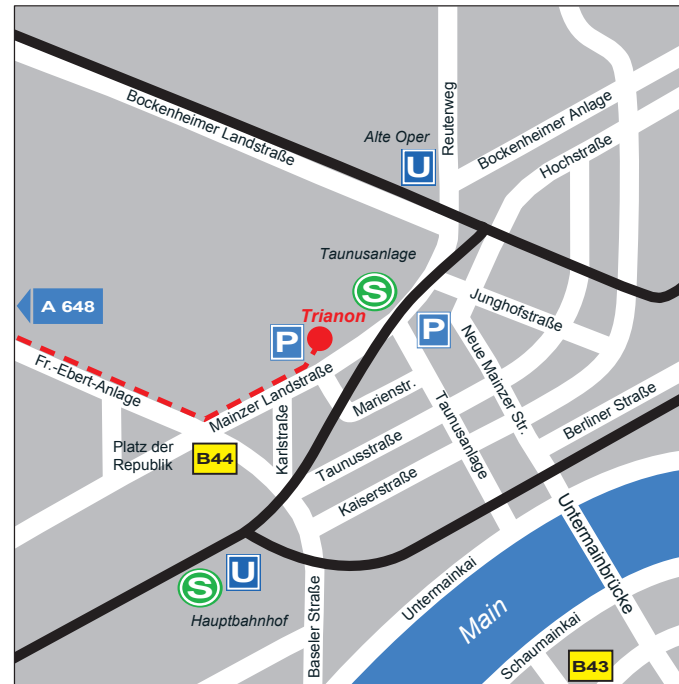 Bockenheimer Landstraße
Alte Oper
U
Reuterweg
Bockenheimer Anlage
Hochstraße
Taunusanlage
S
A 648
Trianon
P
P
Junghofstraße
Fr.-Ebert-Anlage
Mainzer Landstraße
Marienstr.
Neue Mainzer Str.
Taunusanlage
Berliner Straße
Platz der
Republik
B44
Karlstraße
Taunusstraße
Kaiserstraße
S
U
Hauptbahnhof
Baseler Straße
Untermainkai
Main
Untermainbrücke
Schaumainkai
B43